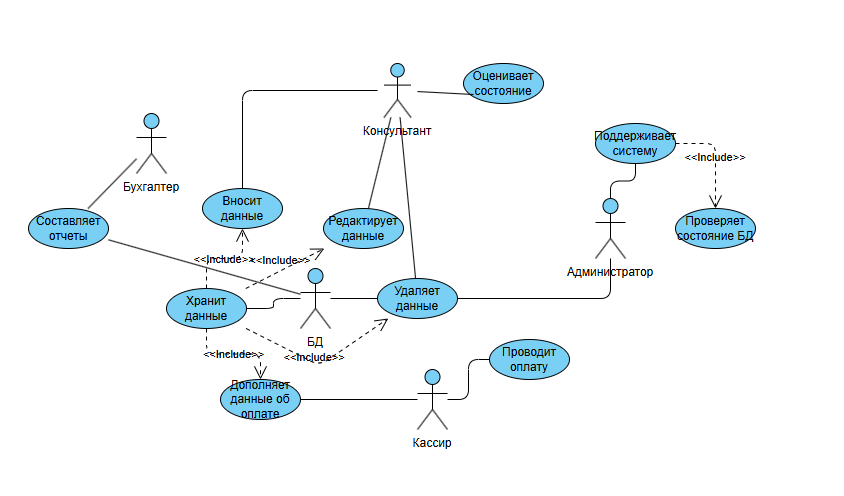 Оценивает
состояние
Консультант
Поддерживает
систему
<<Include>>
Бухгалтер
Вносит
данные
Составляет
отчеты
Редактирует
данные
Проверяет
состояние БД
<<Include>>
<<Include>>
Администратор
Хранит
данные
Удаляет
данные
БД
<<Include>>
<<Include>>
Проводит
оплату
Дополняет
данные об
оплате
Кассир